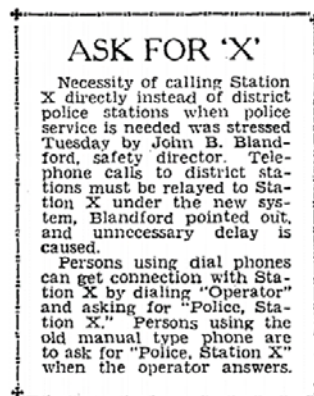 ASK FOR 'X'
Necessity of calling Station
X directly instead of district
police stations when police
service is needed was stressed
Tuesday by John B. Bland-
ford, safety director. Tele-
phone calls to district sta-
tions must be relayed to Sta-
tion X under the new sys-
tem, Blandford pointed out,
and unnecessary delay is
caused.
Persons using dial phones
can get connection with Sta-
tion X by dialing "Operator"
and asking for "Police, Sta-
tion X." Persons using the
old manual type phone are
to ask for "Police, Station X"
when the operator answers.